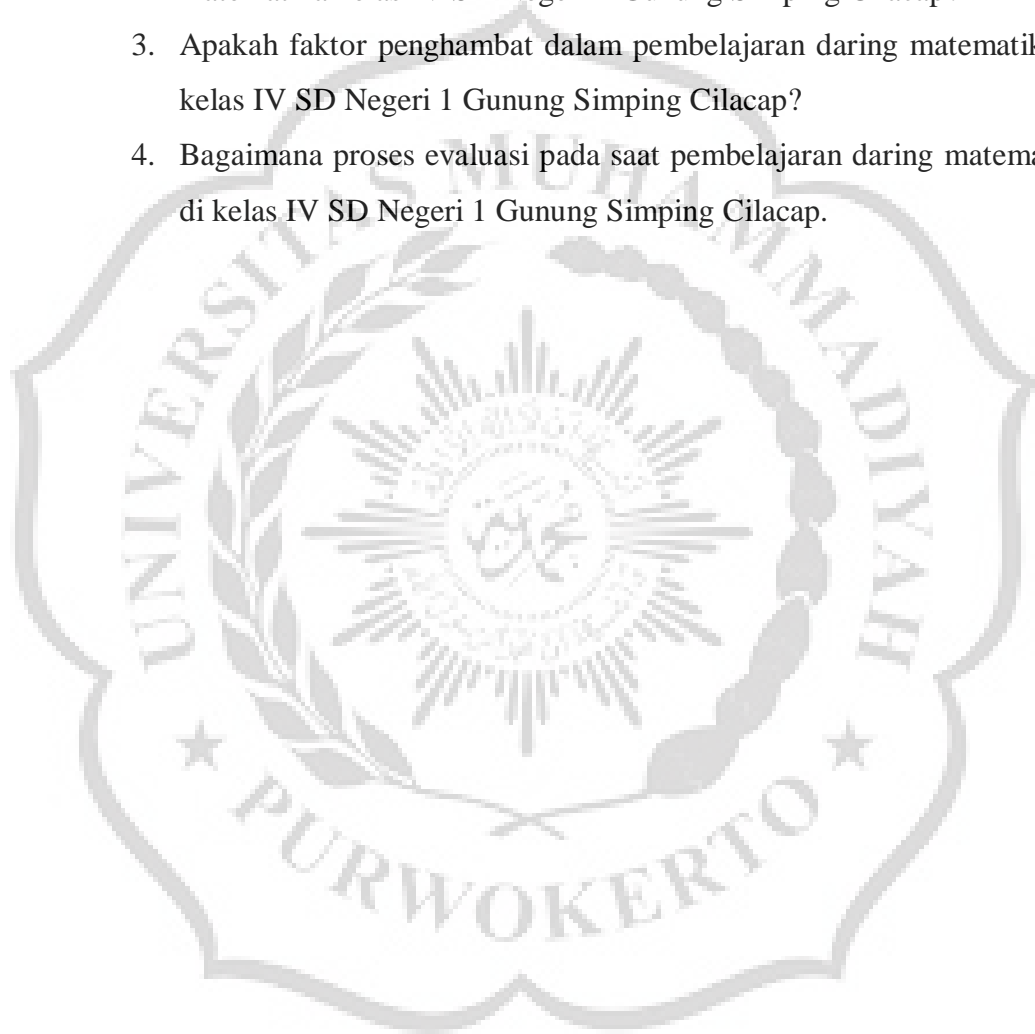 3. Apakah faktor penghambat dalam pembelajaran daring matematik
kelas IV SD Negeri 1 Gunung Simping Cilacap?
4. Bagaimana proses evaluasi pada saat pembelajaran daring matema
di kelas IV SD Negeri 1 Gunung Simping Cilacap.
UNIVERSITAS MUHAMMADIYAH
PURWOKERTO